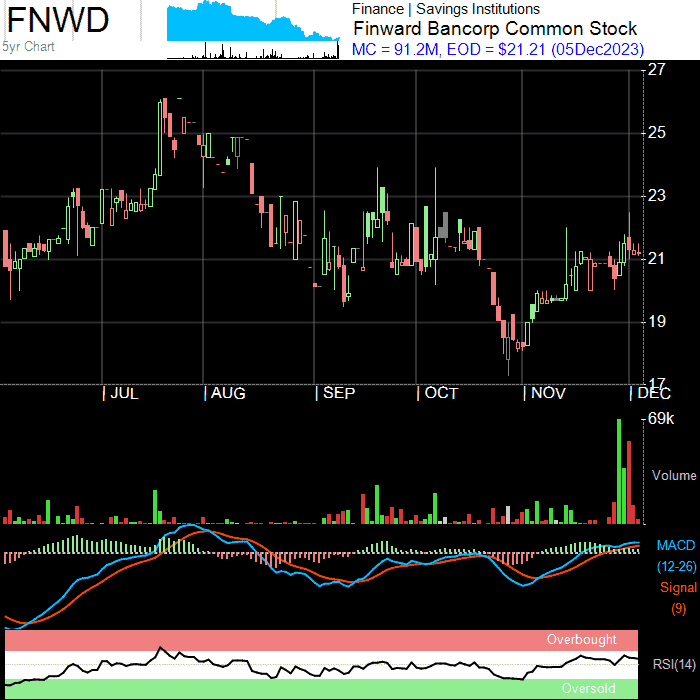 FNWD
5yr Chart
Finance | Savings Institutions
Finward Bancorp Common Stock
MC = 91.2M, EOD = $21.21 (05Dec2023)
27
25
23
21
19
17
JUL AUG SEP OCT NOV DEC
69k
Volume
MACD
(12-26)
Signal
(9)
Overbought
RSI(14)
Oversold